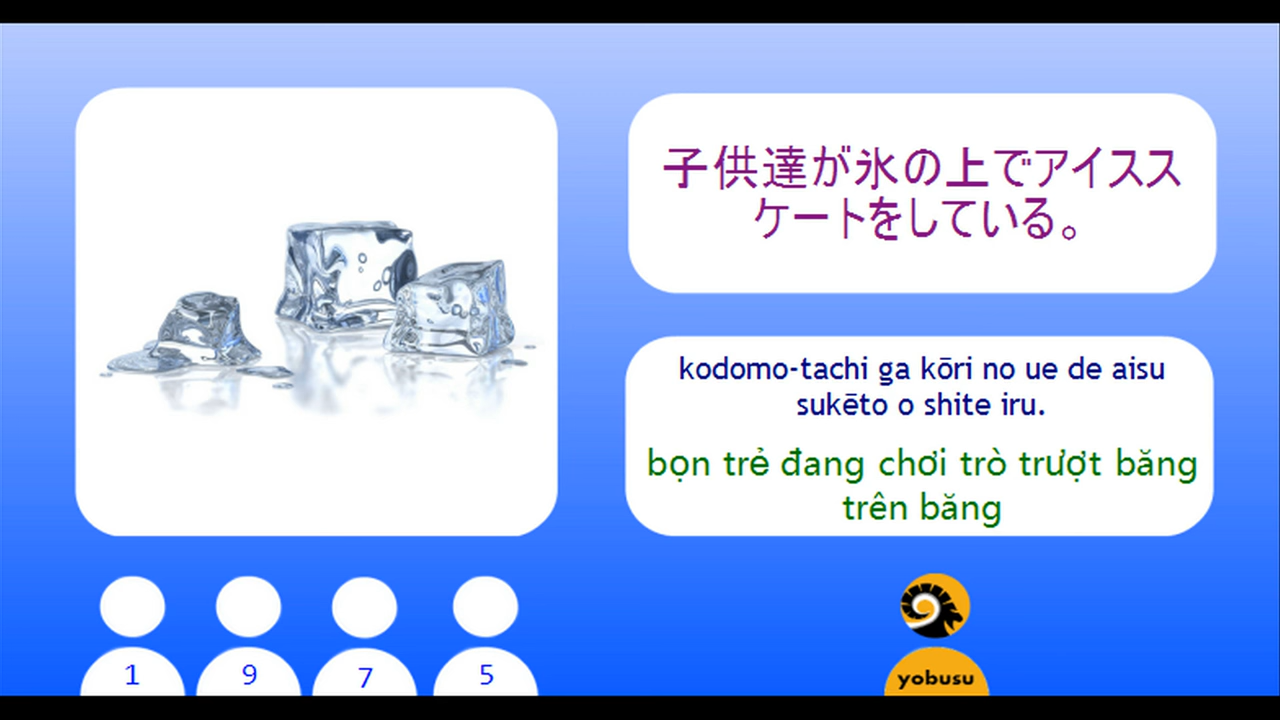 子供達が氷の上でアイスス
ケートをしている。
kodomo-tachi ga kōri no ue de aisu
sukēto o shite iru.
bọn trẻ đang chơi trò trượt băng
trên băng
1 9 7 5
yobusu